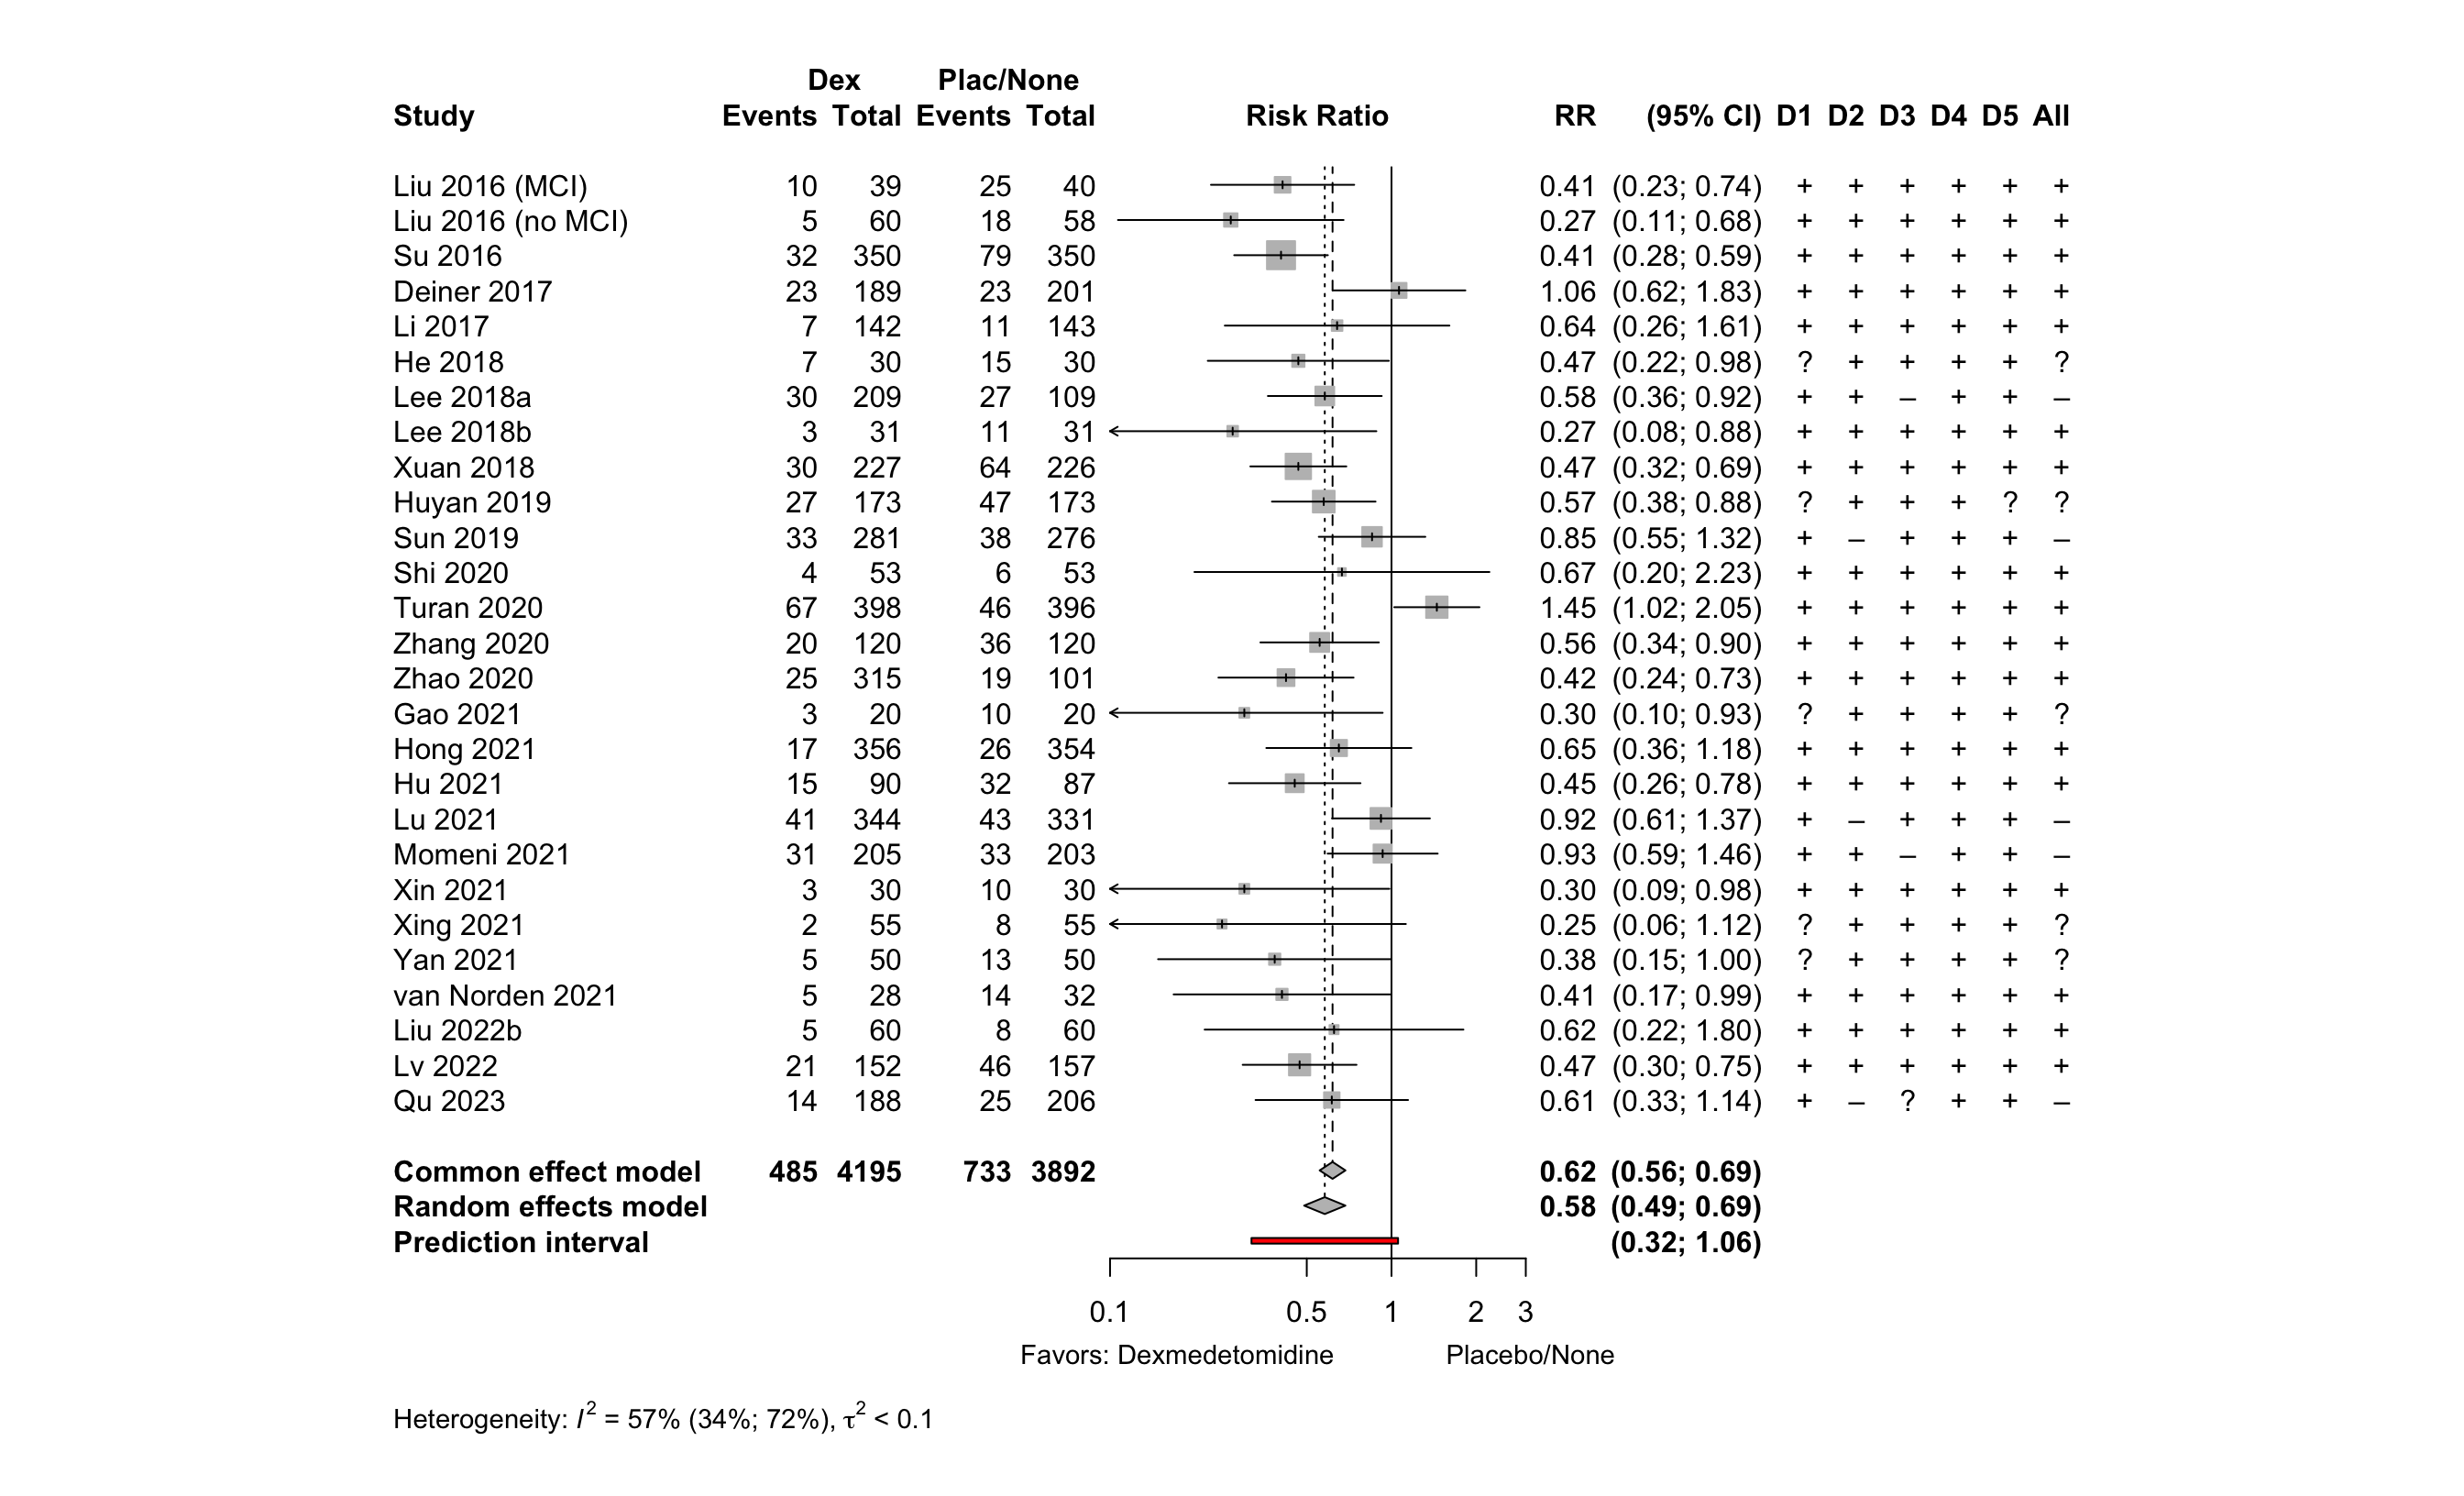 Dex Plac/None
Study Events Total Events Total Risk Ratio RR (95% CI) D1 D2 D3 D4 D5 All
Liu 2016 (MCI) 10 39 25 40 0.41 (0.23; 0.74) + + + + + +
Liu 2016 (no MCI) 5 60 18 58 0.27 (0.11; 0.68) + + + + + +
Su 2016 32 350 79 350 0.41 (0.28; 0.59) + + + + + +
Deiner 2017 23 189 23 201 1.06 (0.62; 1.83) + + + + + +
Li 2017 7 142 11 143 0.64 (0.26; 1.61) + + + + + +
He 2018 7 30 15 30 0.47 (0.22; 0.98) ? + + + + ?
Lee 2018a 30 209 27 109 0.58 (0.36; 0.92) + + – + + –
Lee 2018b 3 31 11 31 0.27 (0.08; 0.88) + + + + + +
Xuan 2018 30 227 64 226 0.47 (0.32; 0.69) + + + + + +
Huyan 2019 27 173 47 173 0.57 (0.38; 0.88) ? + + + ? ?
Sun 2019 33 281 38 276 0.85 (0.55; 1.32) + – + + + –
Shi 2020 4 53 6 53 0.67 (0.20; 2.23) + + + + + +
Turan 2020 67 398 46 396 1.45 (1.02; 2.05) + + + + + +
Zhang 2020 20 120 36 120 0.56 (0.34; 0.90) + + + + + +
Zhao 2020 25 315 19 101 0.42 (0.24; 0.73) + + + + + +
Gao 2021 3 20 10 20 0.30 (0.10; 0.93) ? + + + + ?
Hong 2021 17 356 26 354 0.65 (0.36; 1.18) + + + + + +
Hu 2021 15 90 32 87 0.45 (0.26; 0.78) + + + + + +
Lu 2021 41 344 43 331 0.92 (0.61; 1.37) + – + + + –
Momeni 2021 31 205 33 203 0.93 (0.59; 1.46) + + – + + –
Xin 2021 3 30 10 30 0.30 (0.09; 0.98) + + + + + +
Xing 2021 2 55 8 55 0.25 (0.06; 1.12) ? + + + + ?
Yan 2021 5 50 13 50 0.38 (0.15; 1.00) ? + + + + ?
van Norden 2021 5 28 14 32 0.41 (0.17; 0.99) + + + + + +
Liu 2022b 5 60 8 60 0.62 (0.22; 1.80) + + + + + +
Lv 2022 21 152 46 157 0.47 (0.30; 0.75) + + + + + +
Qu 2023 14 188 25 206 0.61 (0.33; 1.14) + – ? + + –
Common effect model 485 4195 733 3892 0.62 (0.56; 0.69)
Random effects model 0.58 (0.49; 0.69)
Prediction interval (0.32; 1.06)
0.1 0.5 1 2 3
Favors: Dexmedetomidine Placebo/None
Heterogeneity: I² = 57% (34%; 72%), τ² < 0.1